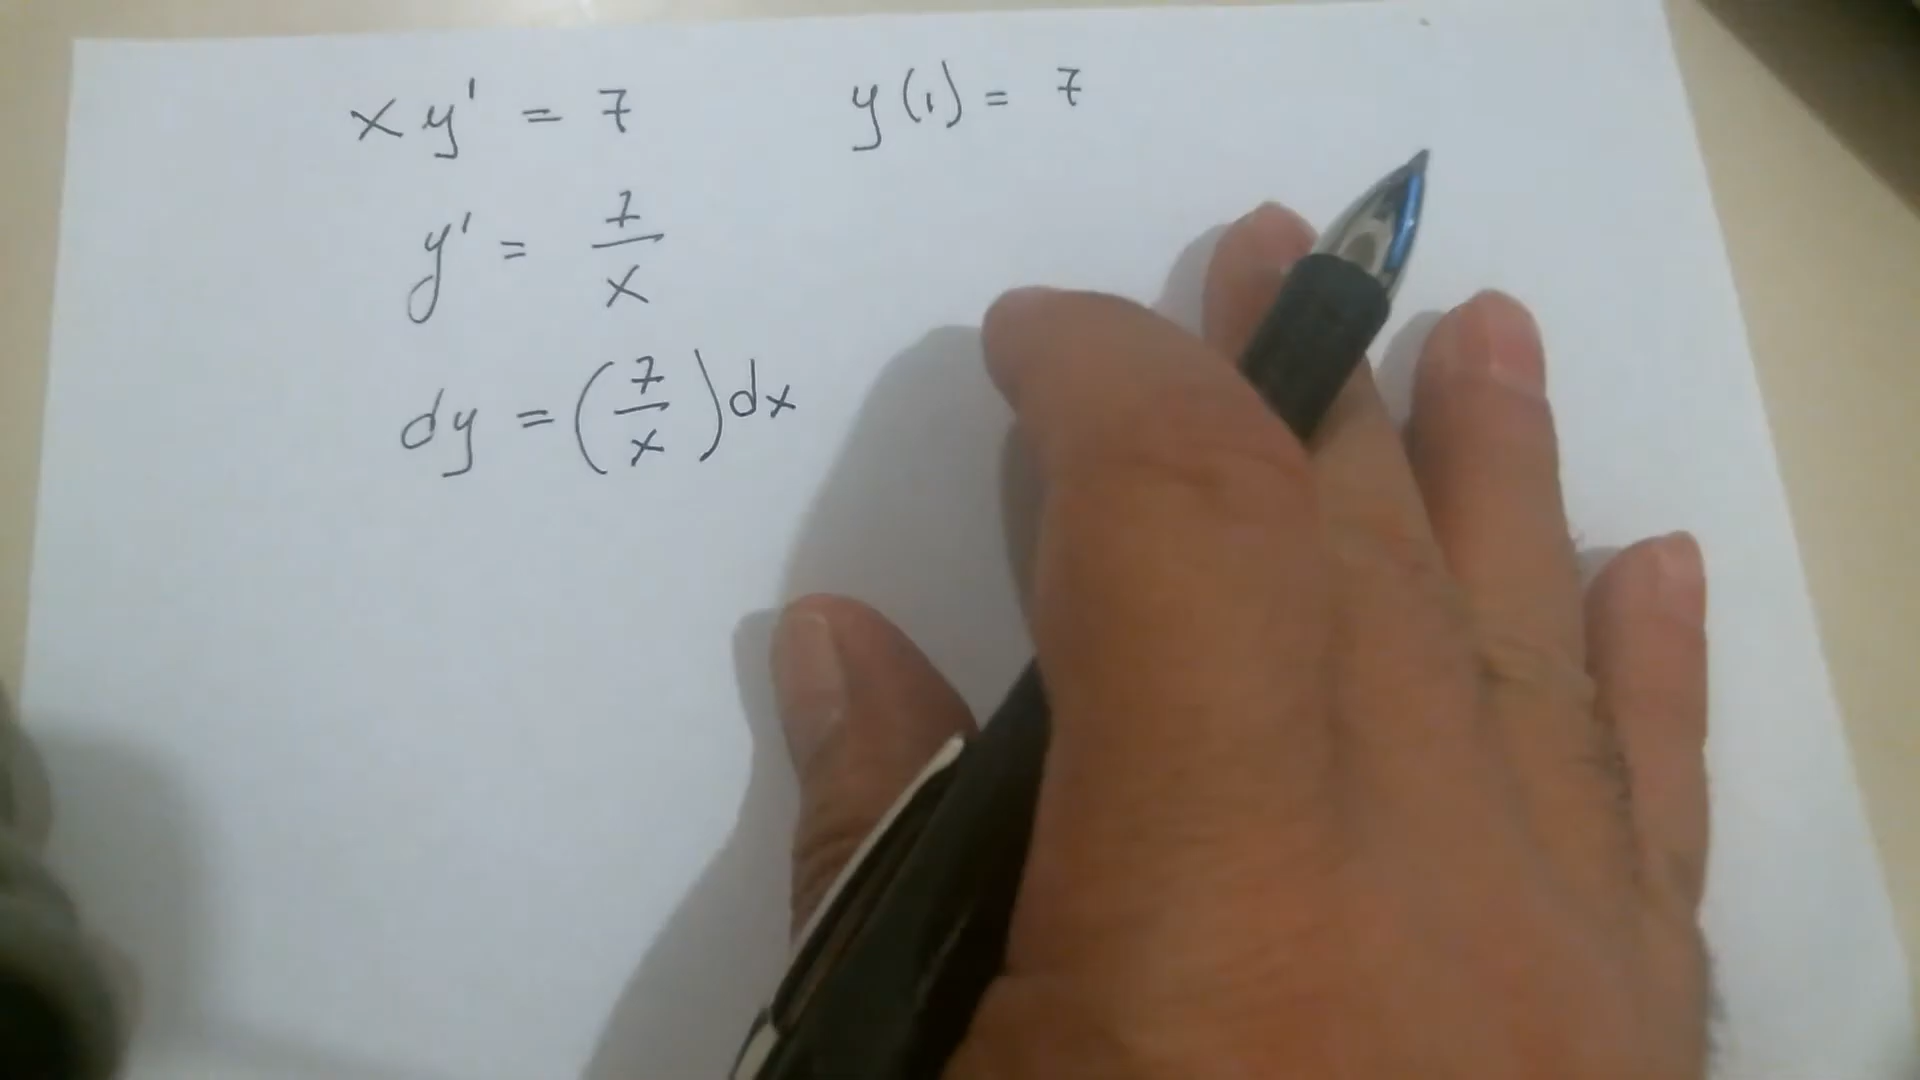 xy' = 7 y(1) = 7
y' = 7/x
dy = (7/x)dx